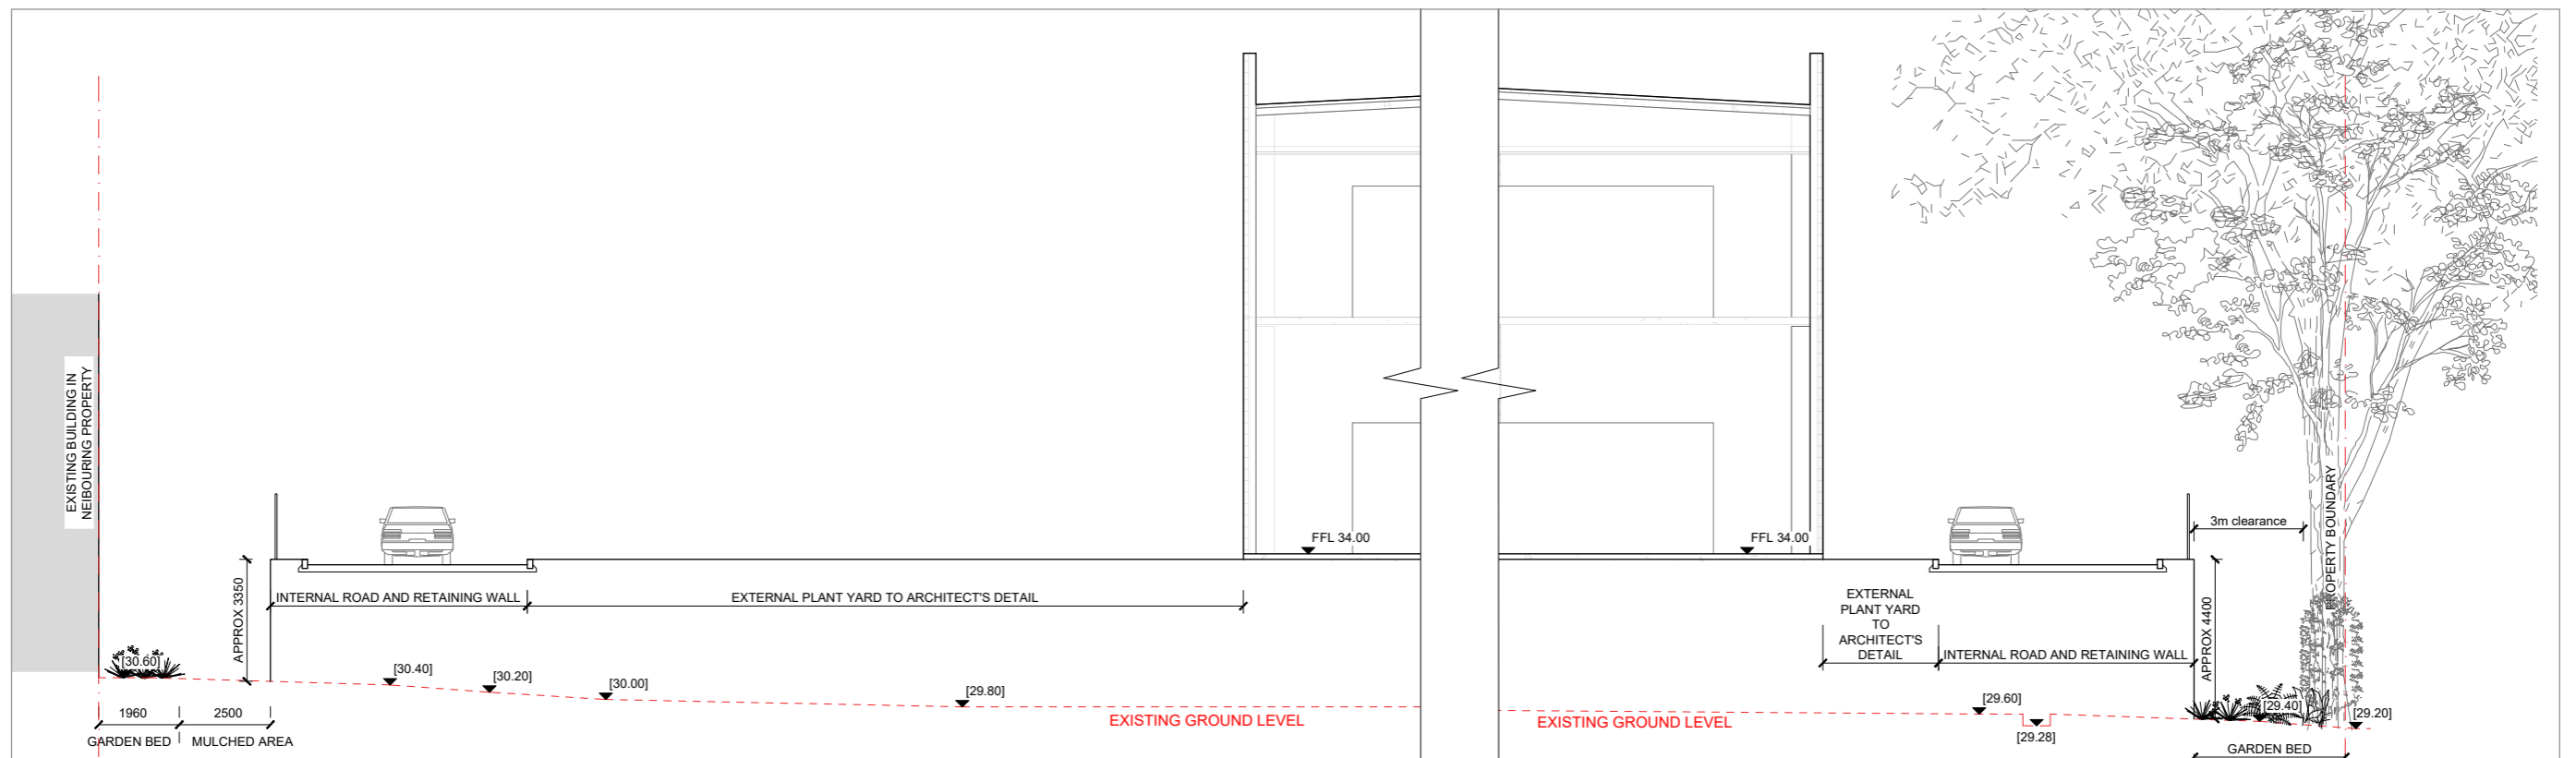 EXISTING BUILDING IN
NEIBOURING PROPERTY
[30.60]
1960
2500
GARDEN BED
MULCHED AREA
APPROX 3350
INTERNAL ROAD AND RETAINING WALL
EXTERNAL PLANT YARD TO ARCHITECT'S DETAIL
[30.40]
[30.20]
[30.00]
[29.80]
EXISTING GROUND LEVEL
FFL 34.00
FFL 34.00
EXISTING GROUND LEVEL
EXTERNAL
PLANT YARD
TO
ARCHITECT'S
DETAIL
INTERNAL ROAD AND RETAINING WALL
[29.60]
[29.28]
3m clearance
APPROX 4400
PROPERTY BOUNDARY
[29.40]
[29.20]
GARDEN BED